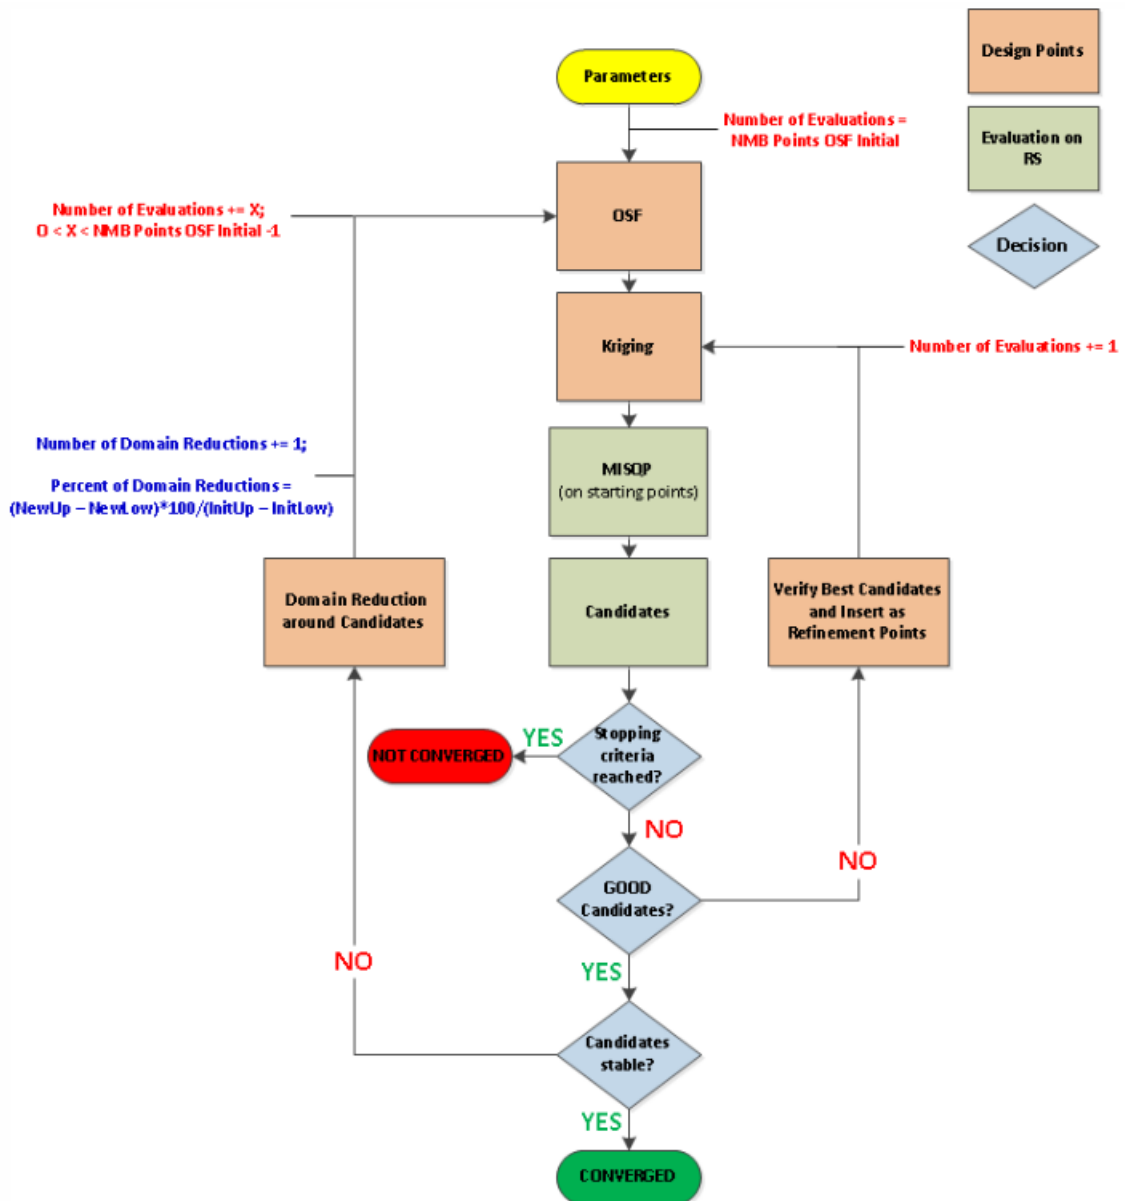 Parameters
Number of Evaluations =
NMB Points OSF Initial
Design Points
Evaluation on
RS
Decision
Number of Evaluations += X;
O < X < NMB Points OSF Initial -1
OSF
Kriging
Number of Evaluations += 1
Number of Domain Reductions += 1;
Percent of Domain Reductions =
(NewUp – NewLow)*100/(InitUp – InitLow)
MISQP
(on starting points)
Domain Reduction
around Candidates
Candidates
Verify Best Candidates
and Insert as
Refinement Points
NOT CONVERGED
YES
Stopping
criteria
reached?
NO
GOOD
Candidates?
NO
NO
YES
Candidates
stable?
YES
CONVERGED